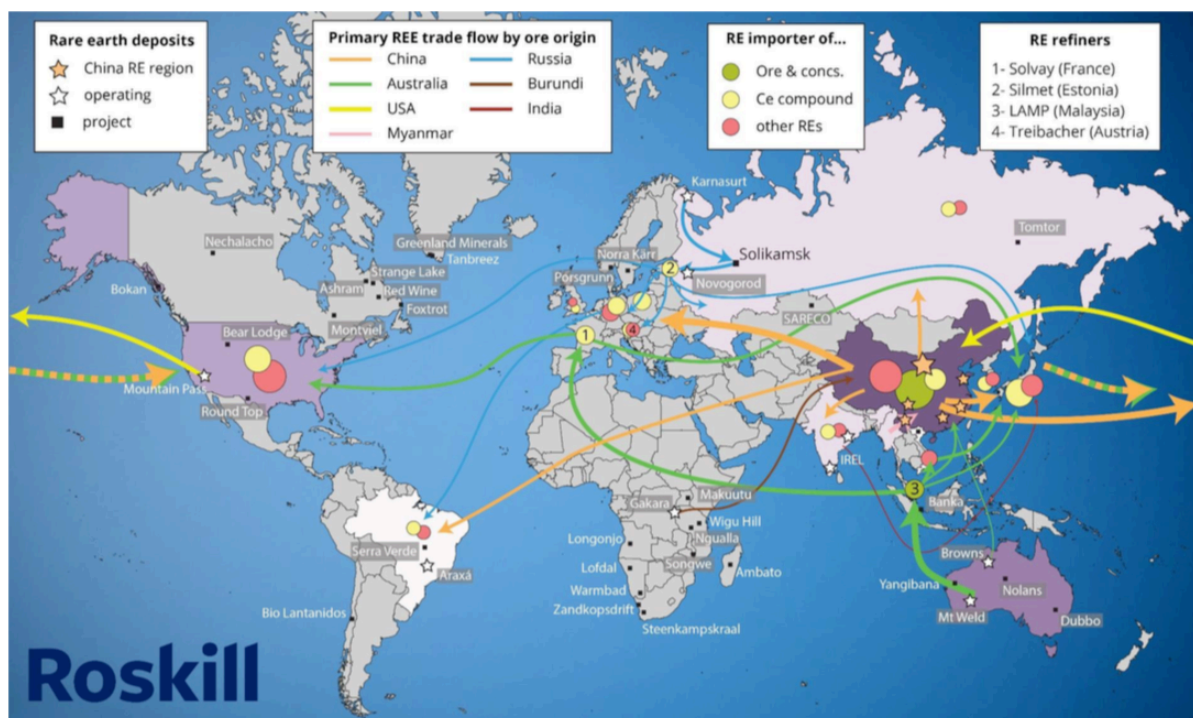 Rare earth deposits
China RE region
operating
project
Primary REE trade flow by ore origin
China
Russia
Australia
Burundi
USA
India
Myanmar
RE importer of...
Ore & concs.
Ce compound
other REs
RE refiners
1- Solvay (France)
2- Silmet (Estonia)
3- LAMP (Malaysia)
4- Treibacher (Austria)
Karnasurt
Nechalacho
Greenland Minerals
Tanbreez
Norra Kärr
Solikamsk
Tomtor
2
Porsgrunn
Novogorod
Bokan
Strange Lake
Ashram
Red Wine
Foxtrot
SARECO
Montviel
Bear Lodge
1
4
Mountain Pass
Round Top
IREL
3
Banka
Gakara
Makuutu
Wigu Hill
Serra Verde
Longonjo
Ngualla
Browns
Araxá
Lofdal
Songwe
Ambato
Yangibana
Nolans
Warmbad
Bio Lantanidos
Zandkopsdrift
Mt Weld
Dubbo
Steenkampskraal
Roskill